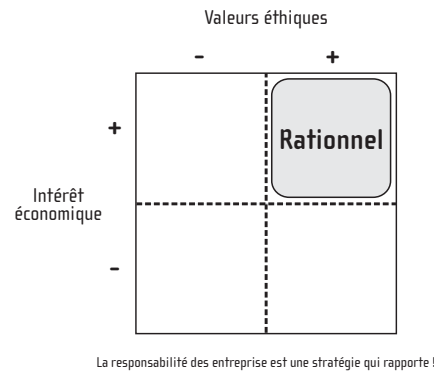 Valeurs éthiques
- +
+
Rationnel
Intérêt
économique
-
La responsabilité des entreprise est une stratégie qui rapporte !